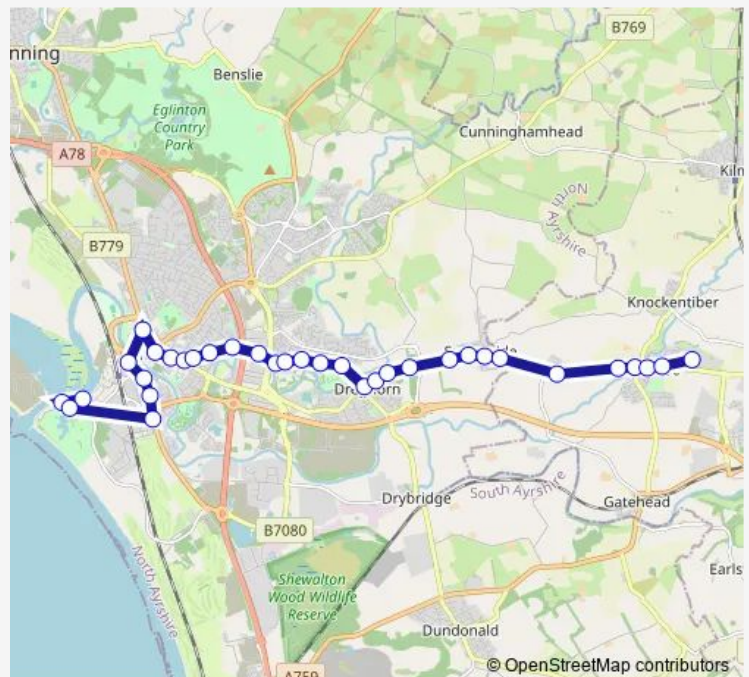 nning
Benslie
B769
Eglinton
Country
Park
Cunninghamhead
A78
Kiln
North
Ayrshire
B779
Knockentiber
Drybridge
South Ayrshire
Gatehead
B7080
North Ayrshire
Shewalton
Wood Wildlife
Reserve
Earls
Dundonald
A759
© OpenStreetMap contributors